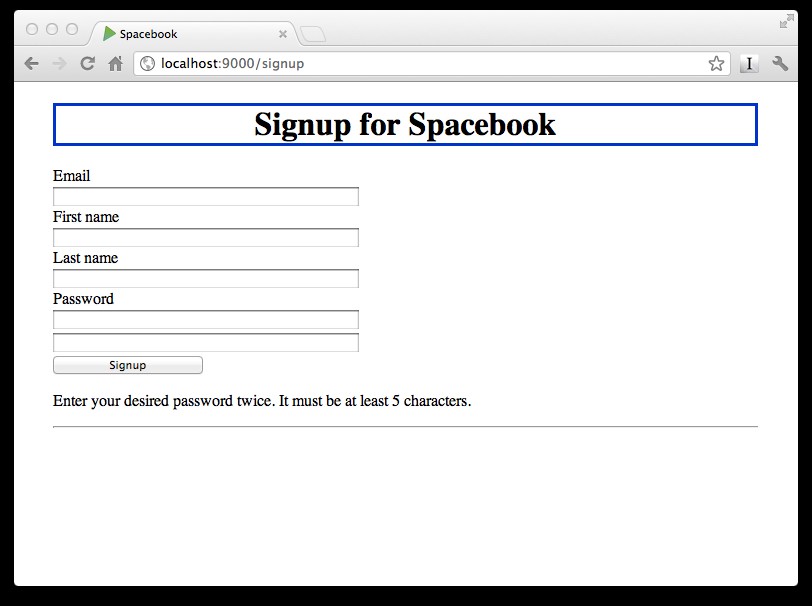 Spacebook
localhost:9000/signup
I
Signup for Spacebook
Email
First name
Last name
Password
Signup
Enter your desired password twice. It must be at least 5 characters.